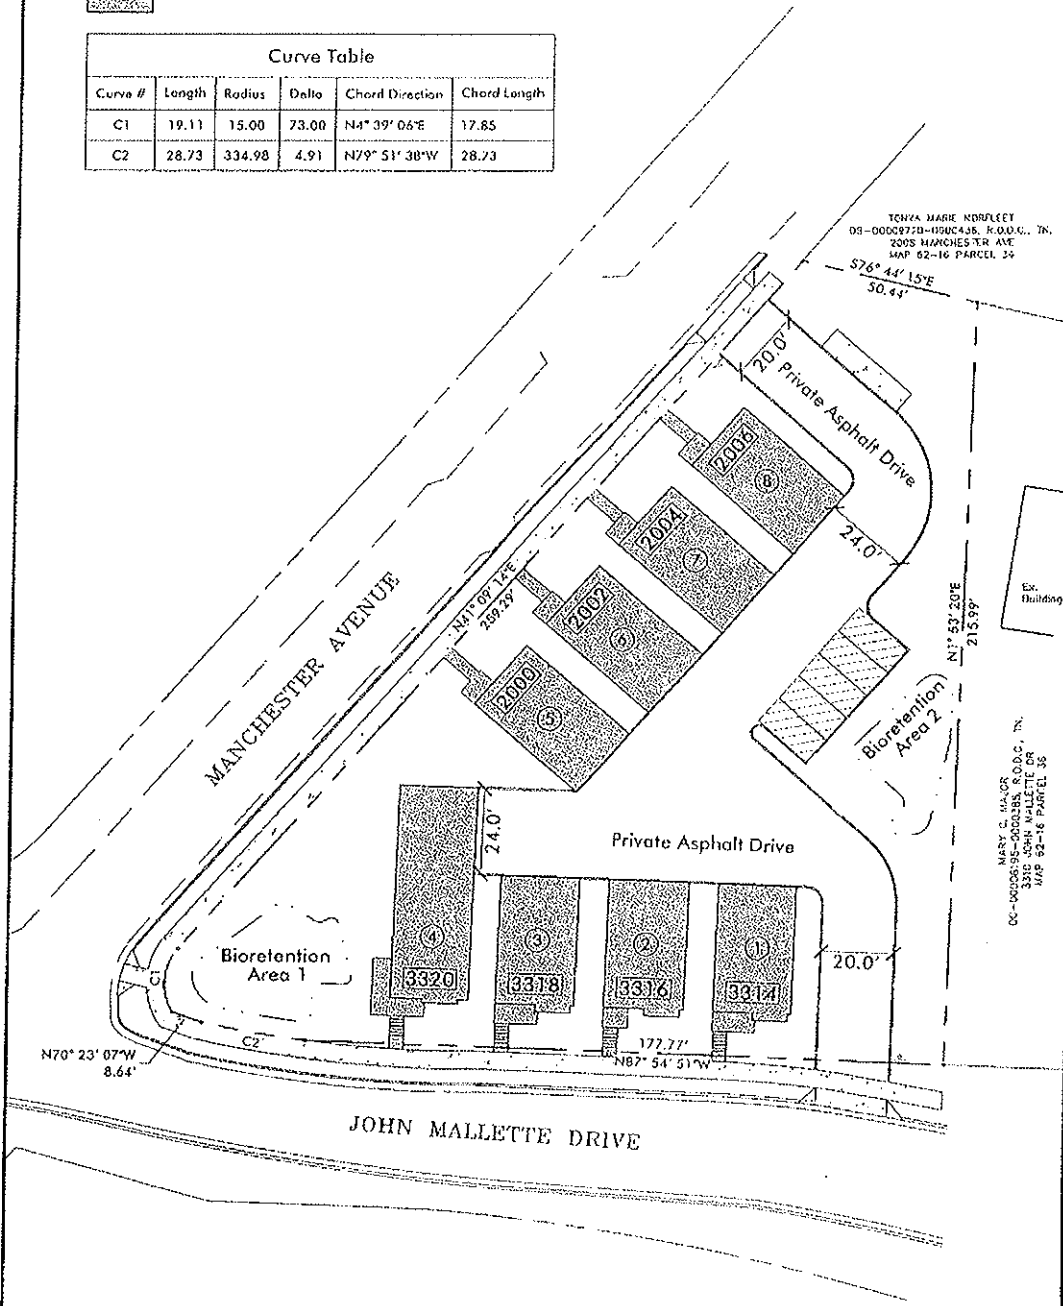 Curve Table
Curve # Length Radius Delta Chord Direction Chord Length
C1 19.11 15.00 73.00 N4° 39' 06"E 17.85
C2 28.73 334.98 4.91 N79° 51' 38"W 28.73
TONYA MARIE NORFLEET
R.O.D.C., TN,
2008 MANCHESTER AVE
MAP 62-16 PARCEL 34
S76° 44' 15"E
50.44'
20.0'
Private Asphalt Drive
2006
8
2004
7
24.0'
2002
6
2000
5
N41° 09' 14"E
259.29'
MANCHESTER AVENUE
N1° 53' 20"E
215.99'
Ex.
Building
Bioretention
Area 2
MARY C. MAJOR
R.O.D.C., TN,
3310 JOHN MALLETTE DR
MAP 62-16 PARCEL 36
24.0'
Private Asphalt Drive
Bioretention
Area 1
4
3320
3
3318
2
3316
1
3314
20.0'
C1
C2
N70° 23' 07"W
8.64'
177.77'
N87° 54' 51"W
JOHN MALLETTE DRIVE